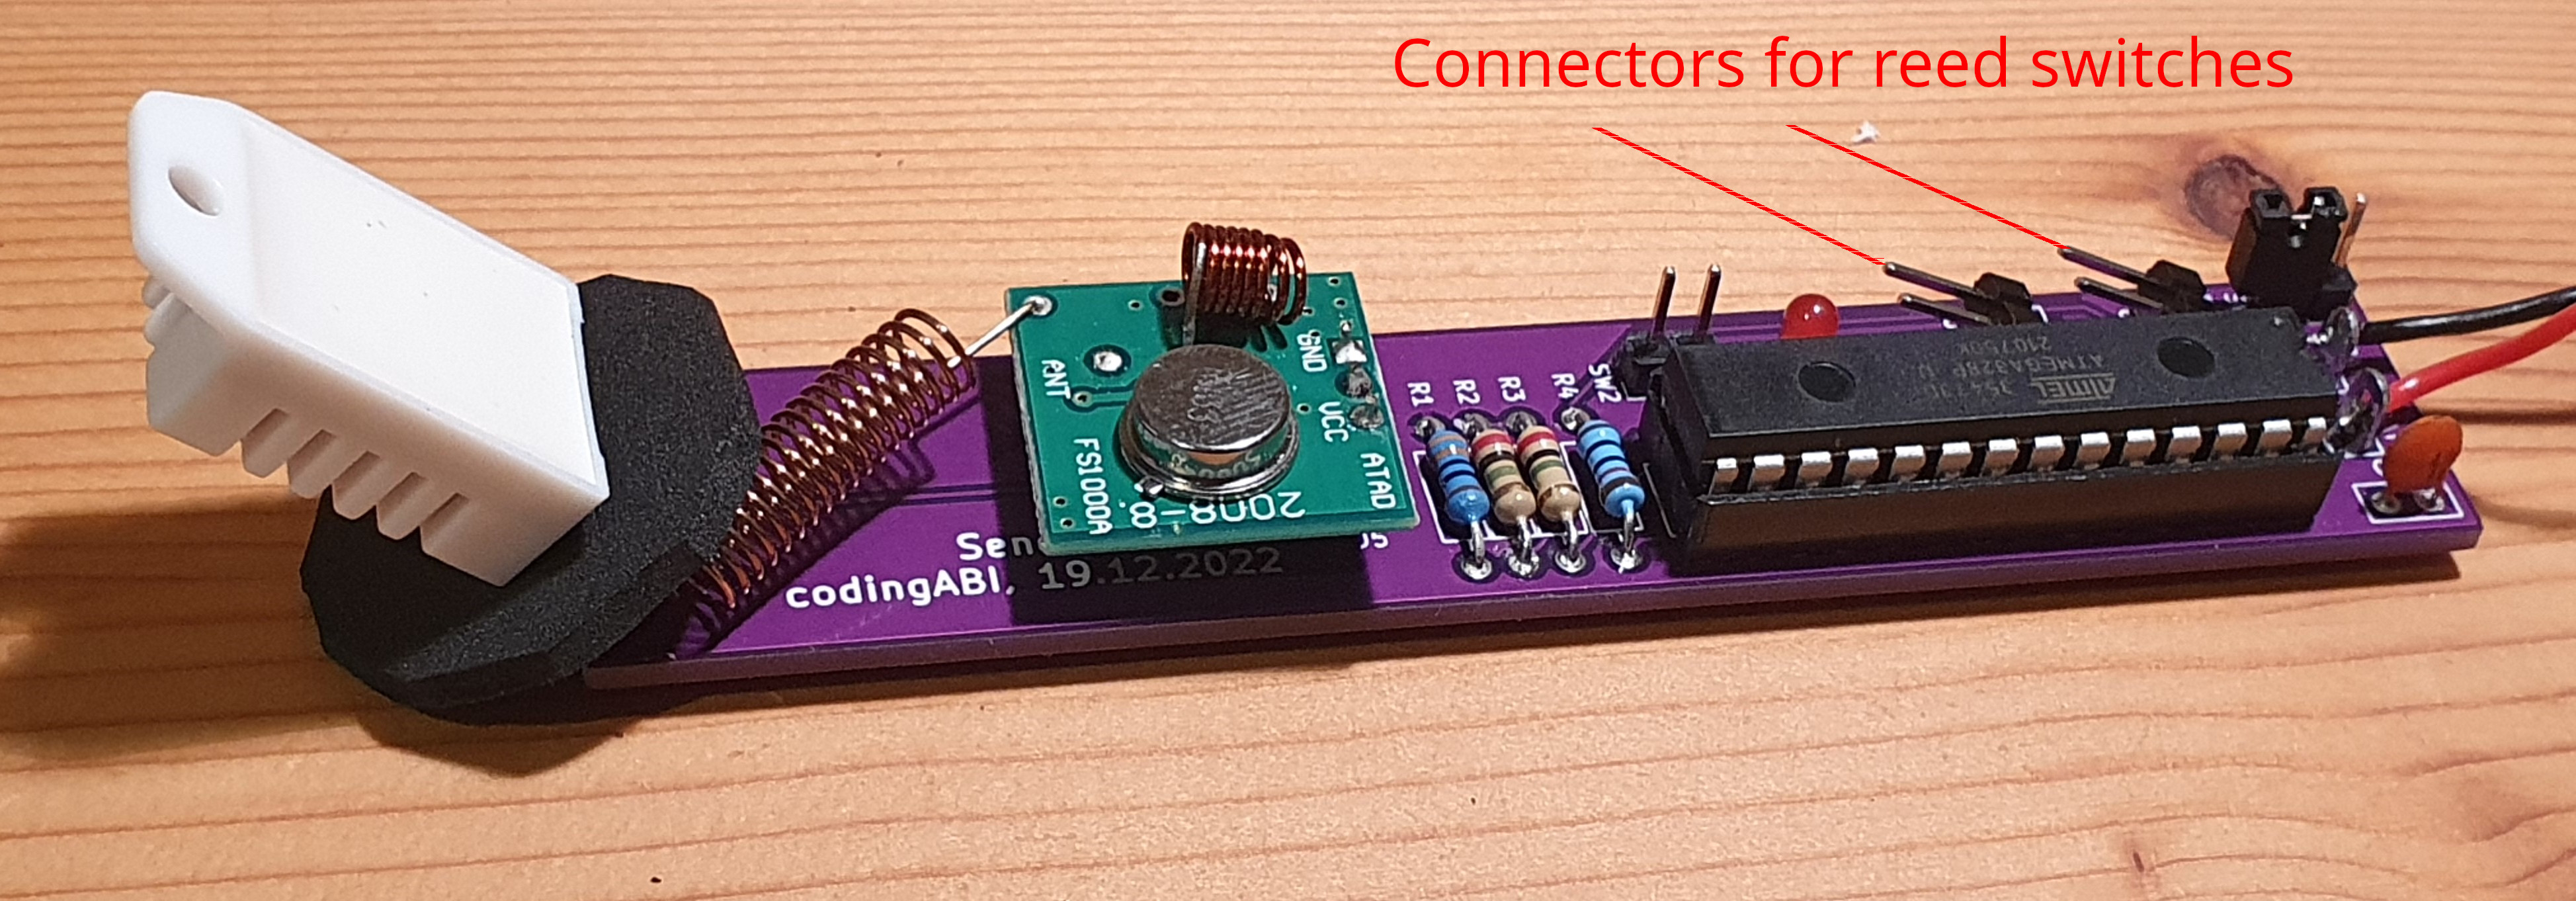 Connectors for reed switches
ANT
GND
VCC
ATAD
FS1000A
2008-8
R1
R2
R3
R4
SW2
ATMEL
ATMEGA328P
210750K
Sen
codingABI, 19.12.2022